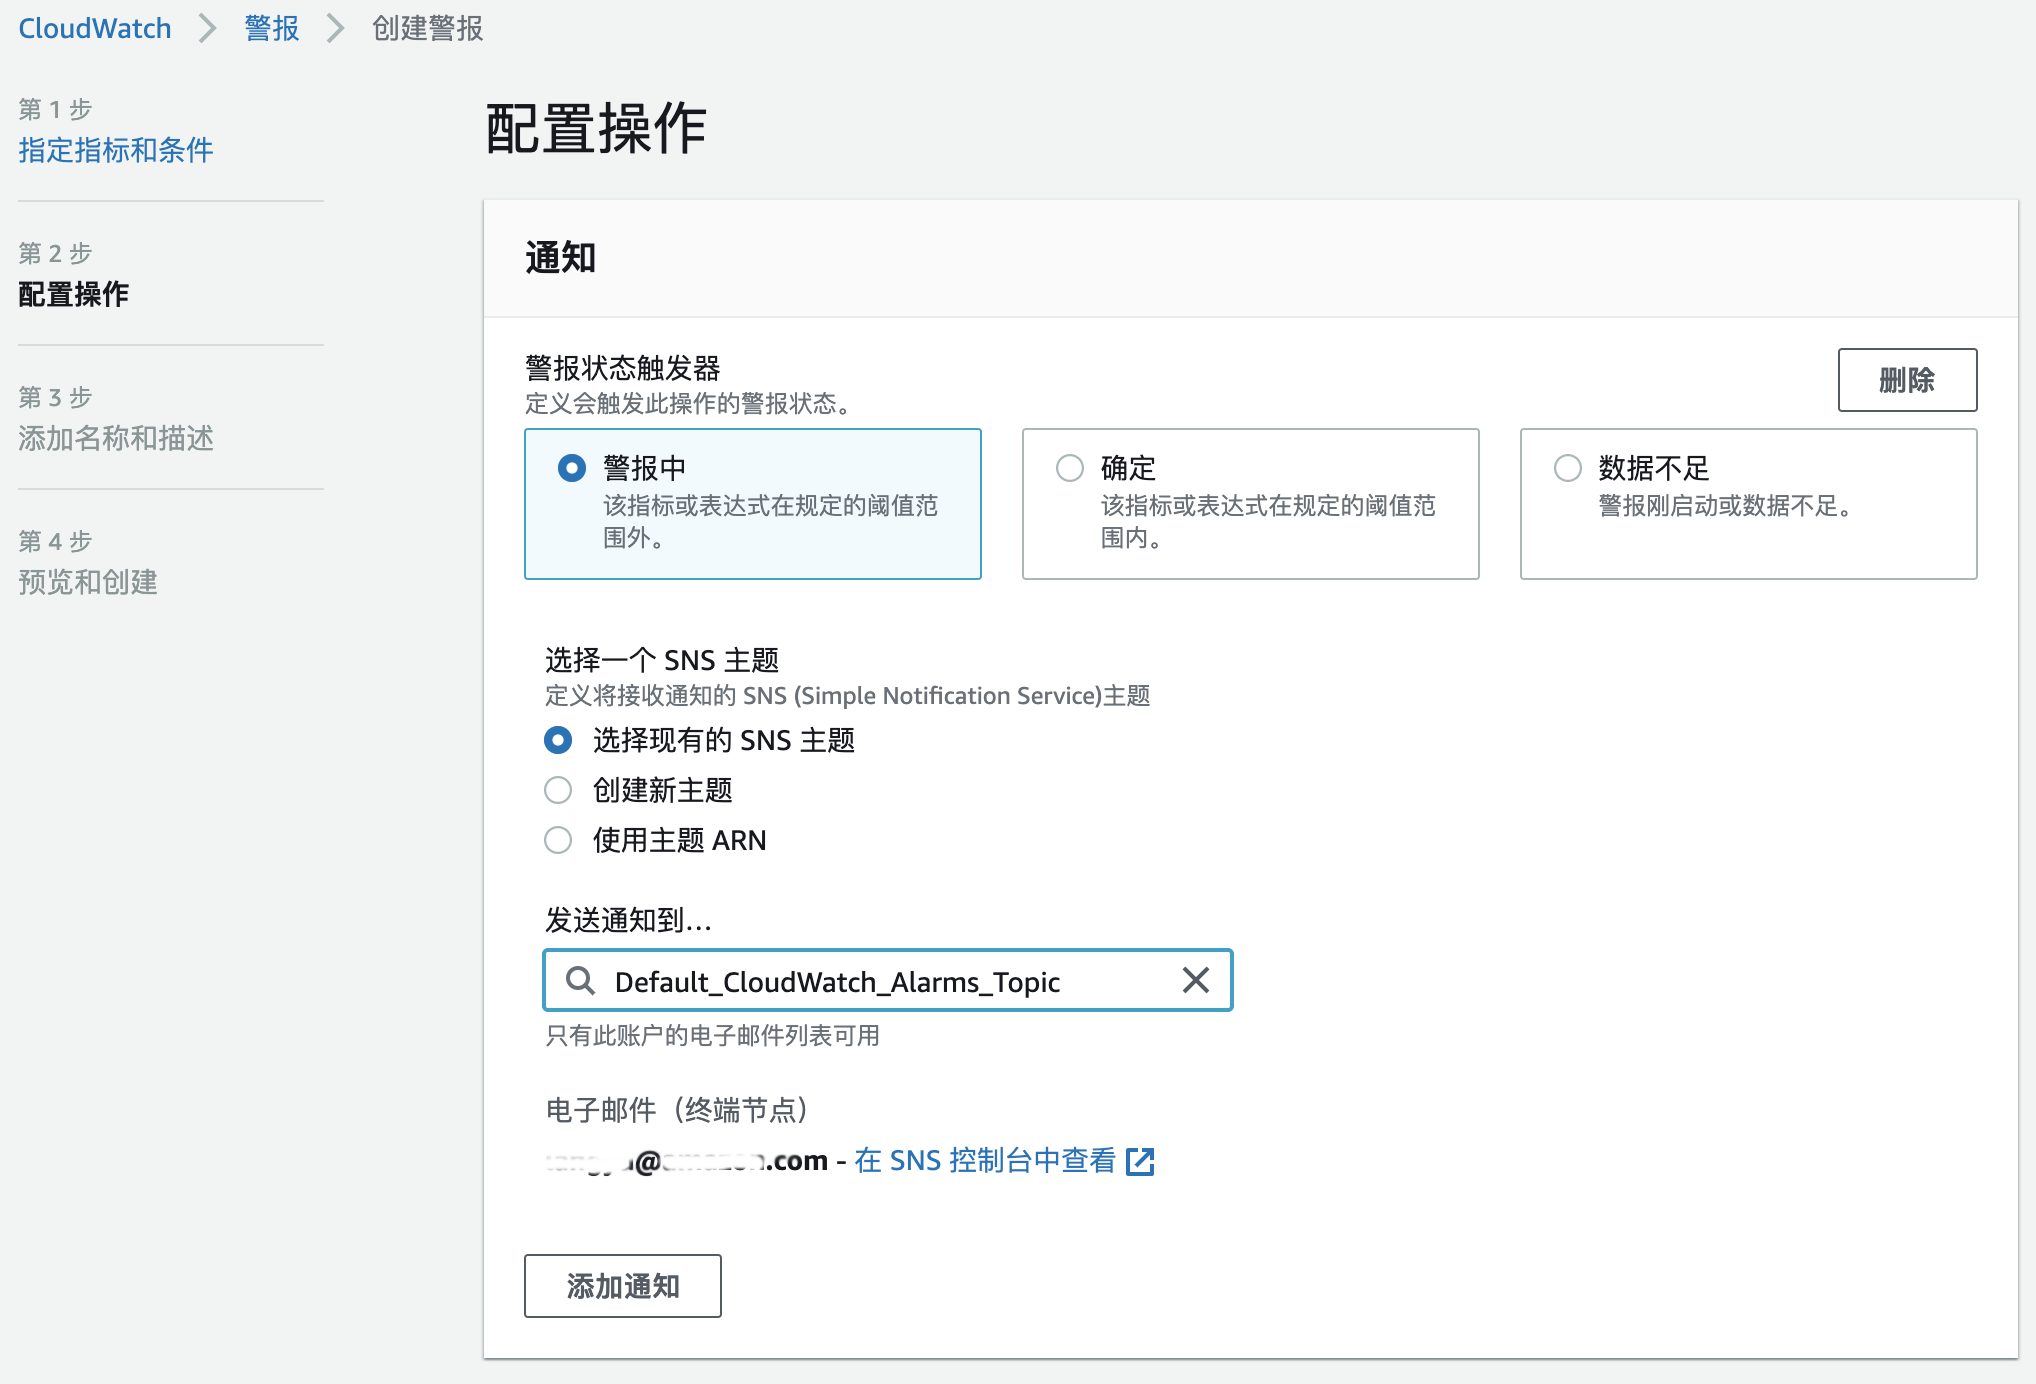 CloudWatch > 警报 > 创建警报
第 1 步
指定指标和条件
第 2 步
配置操作
第 3 步
添加名称和描述
第 4 步
预览和创建
配置操作
通知
警报状态触发器
定义会触发此操作的警报状态。
删除
警报中
该指标或表达式在规定的阈值范
围外。
确定
该指标或表达式在规定的阈值范
围内。
数据不足
警报刚启动或数据不足。
选择一个 SNS 主题
定义将接收通知的 SNS (Simple Notification Service)主题
选择现有的 SNS 主题
创建新主题
使用主题 ARN
发送通知到...
Default_CloudWatch_Alarms_Topic
只有此账户的电子邮件列表可用
电子邮件（终端节点）
.com - 在 SNS 控制台中查看
添加通知